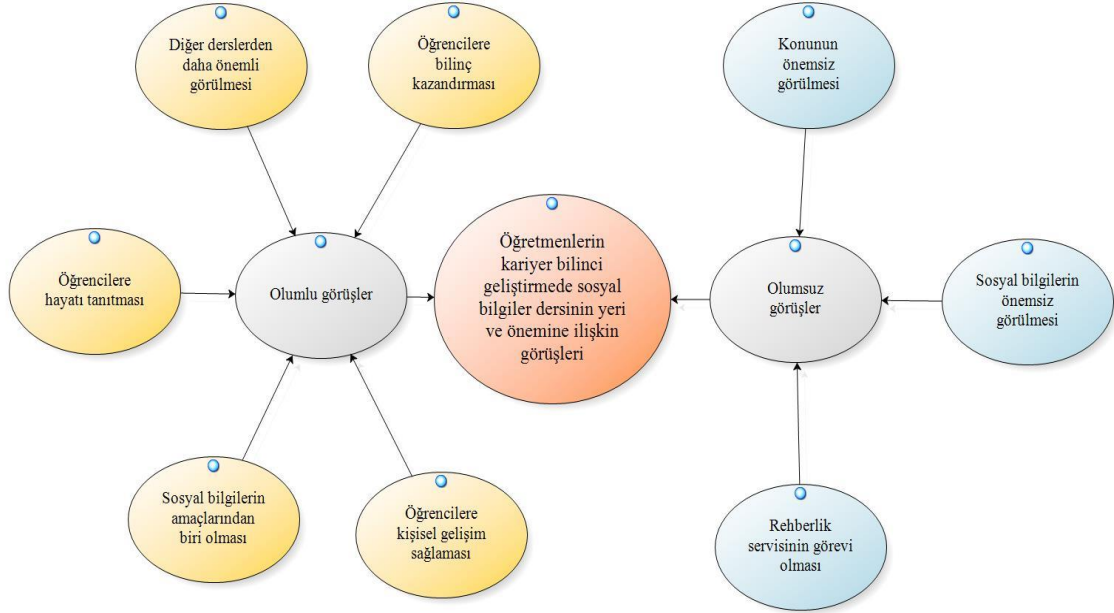 Diğer derslerden
daha önemli
görülmesi
Öğrencilere
bilinç
kazandırması
Konunun
önemsiz
görülmesi
Öğrencilere
hayatı tanıtması
Olumlu görüşler
Öğretmenlerin
kariyer bilinci
geliştirmede sosyal
bilgiler dersinin yeri
ve önemine ilişkin
görüşleri
Olumsuz
görüşler
Sosyal bilgilerin
önemsiz
görülmesi
Sosyal bilgilerin
amaçlarından
biri olması
Öğrencilere
kişisel gelişim
sağlaması
Rehberlik
servisinin görevi
olması